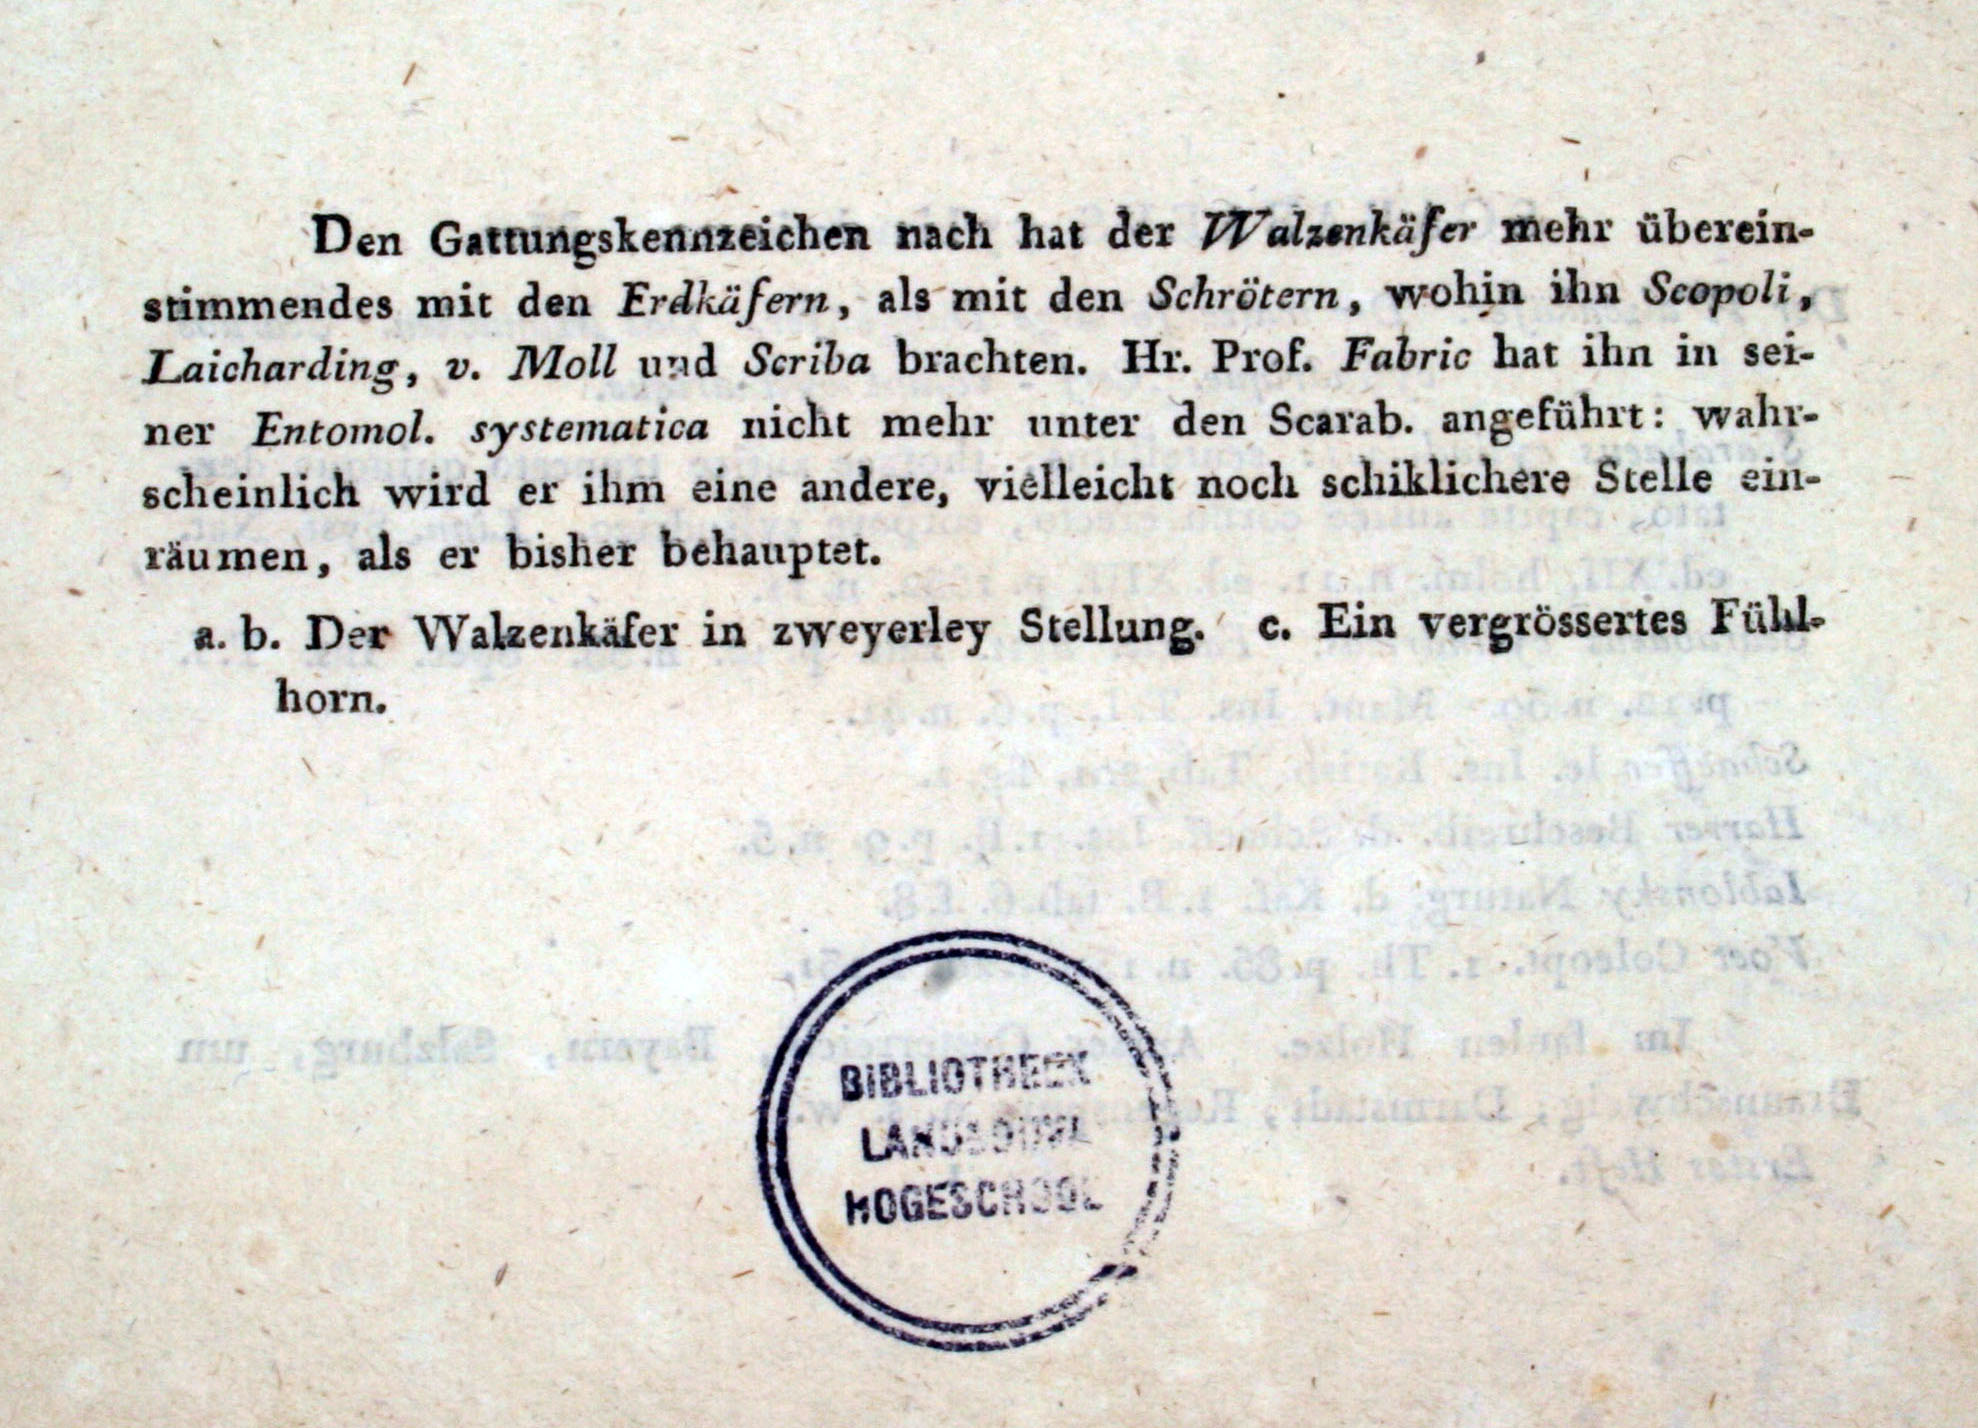 Den Gattungskennzeichen nach hat der Walzenkäfer mehr überein-
stimmendes mit den Erdkäfern, als mit den Schrötern, wohin ihn Scopoli,
Laicharding, v. Moll und Scriba brachten. Hr. Prof. Fabric hat ihn in sei-
ner Entomol. systematica nicht mehr unter den Scarab. angeführt: wahr-
scheinlich wird er ihm eine andere, vielleicht noch schiklichere Stelle ein-
räumen, als er bisher behauptet.
a. b. Der Walzenkäfer in zweyerley Stellung. c. Ein vergrössertes Fühl-
horn.
BIBLIOTHEEK
LANDBOUW
HOGESCHOOL